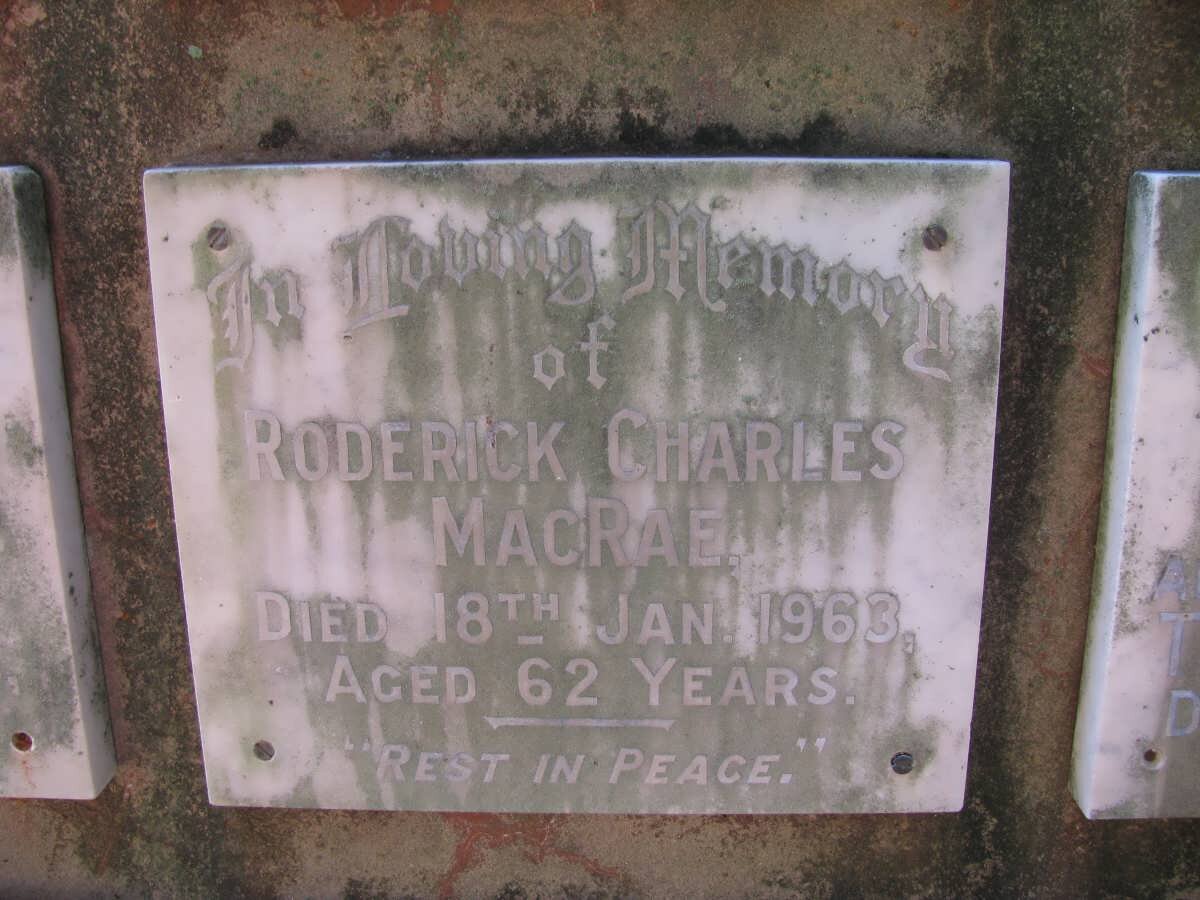 In Loving Memory
of
RODERICK CHARLES
MACRAE.
DIED 18TH JAN. 1963,
AGED 62 YEARS.
"REST IN PEACE."